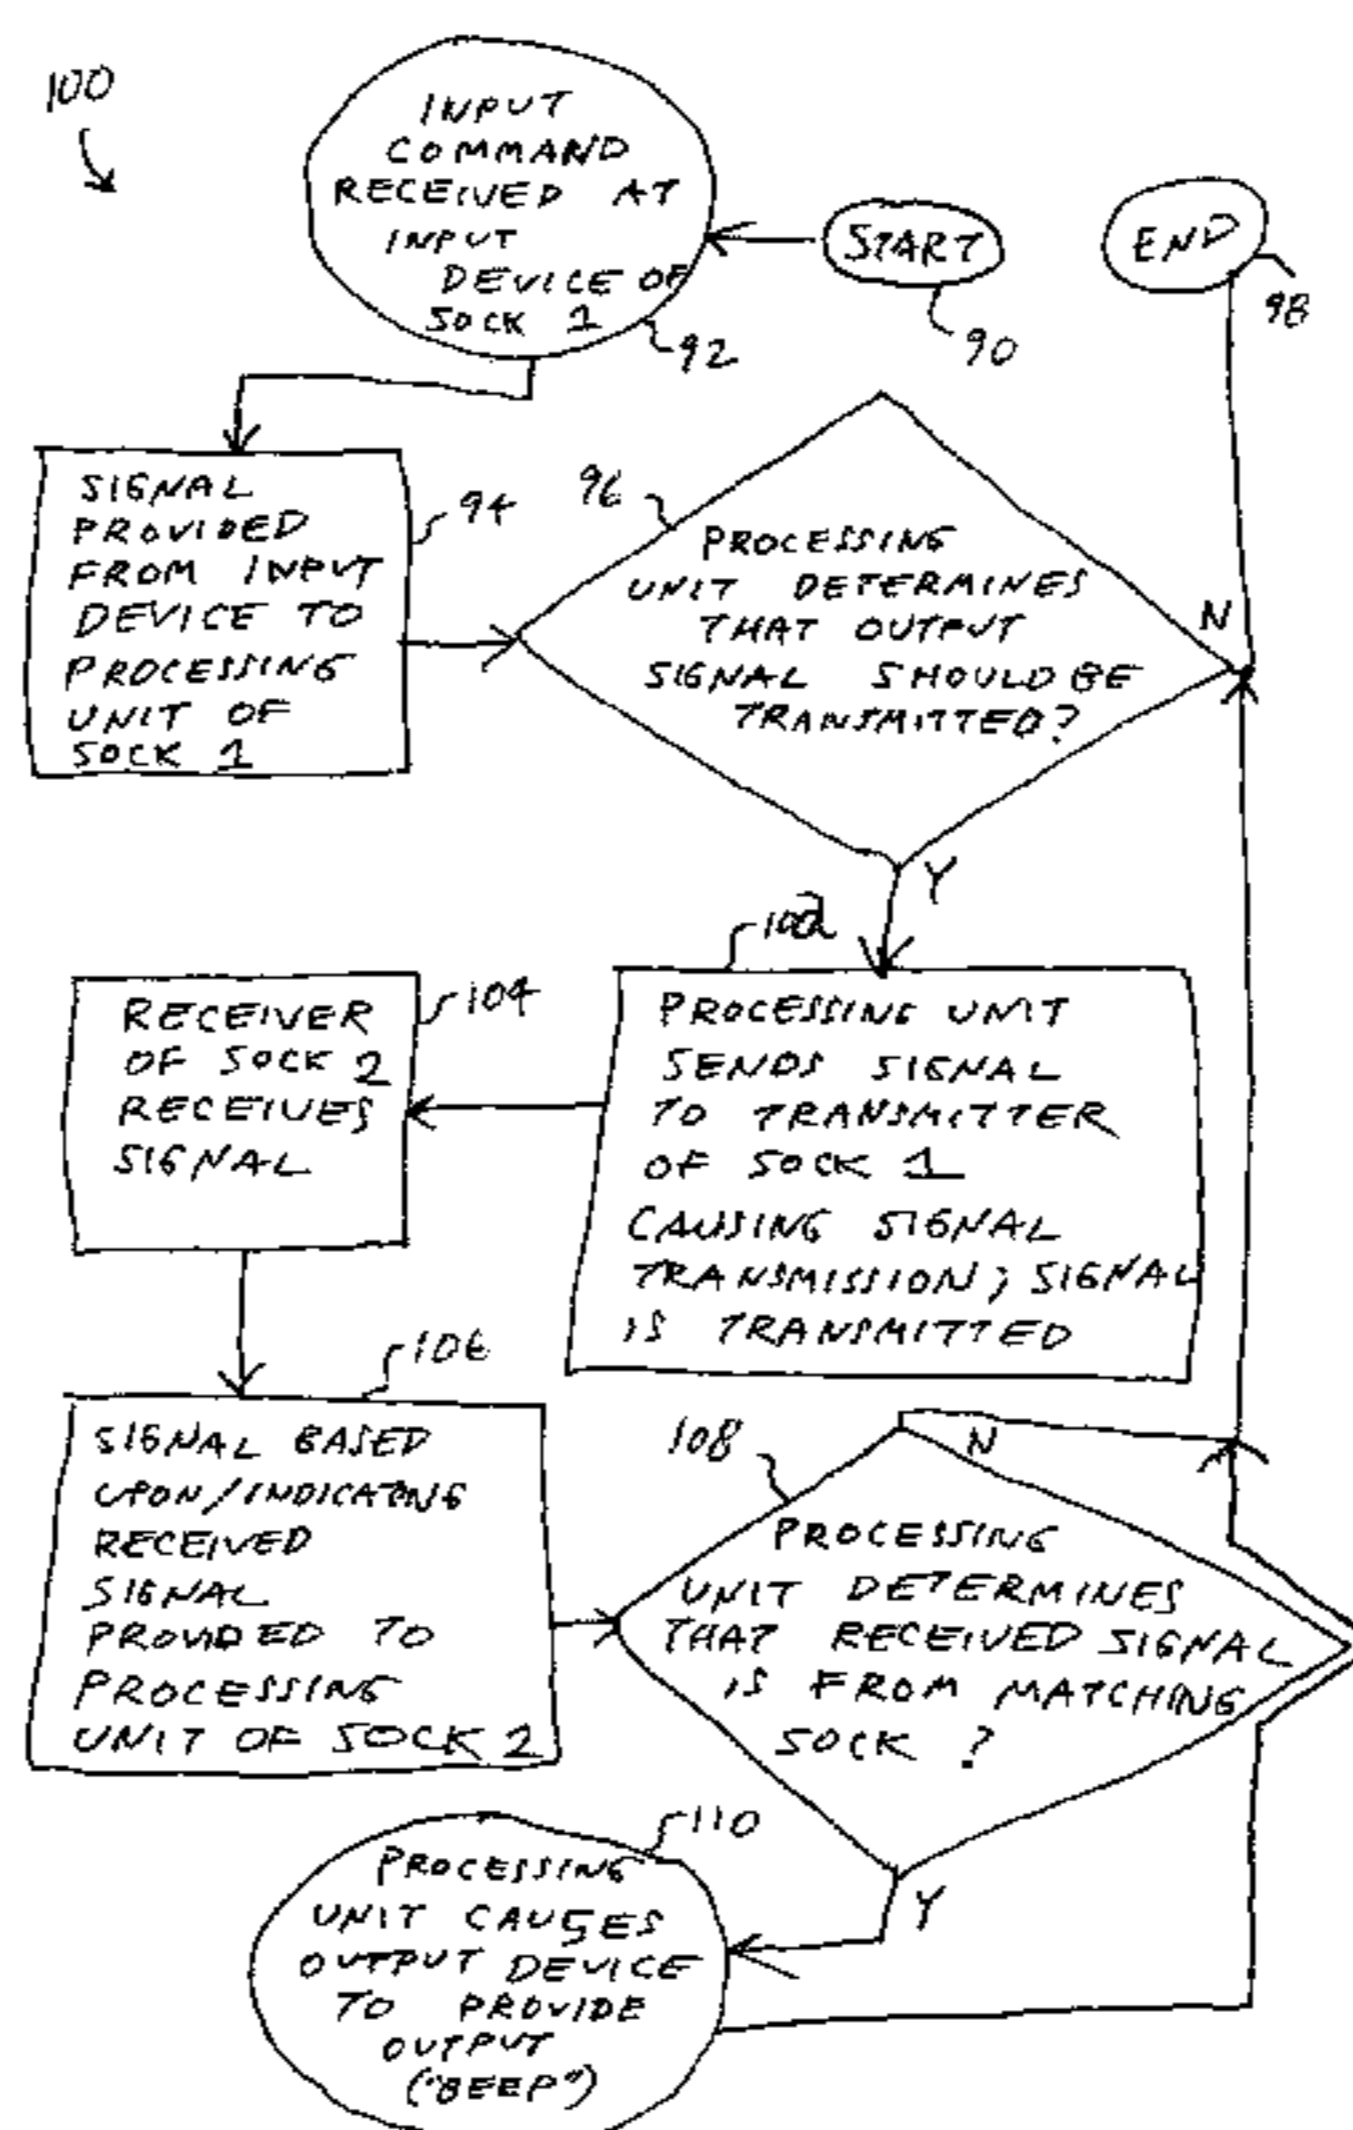 100
INPUT
COMMAND
RECEIVED AT
INPUT
DEVICE OF
SOCK 1
92
START
90
END
98
SIGNAL
PROVIDED
FROM INPUT
DEVICE TO
PROCESSING
UNIT OF
SOCK 1
94
96
PROCESSING
UNIT DETERMINES
THAT OUTPUT
SIGNAL SHOULD BE
TRANSMITTED?
N
Y
102
PROCESSING UNIT
SENDS SIGNAL
TO TRANSMITTER
OF SOCK 1
CAUSING SIGNAL
TRANSMISSION; SIGNAL
IS TRANSMITTED
104
RECEIVER
OF SOCK 2
RECEIVES
SIGNAL
106
SIGNAL BASED
UPON/INDICATING
RECEIVED
SIGNAL
PROVIDED TO
PROCESSING
UNIT OF SOCK 2
108
N
PROCESSING
UNIT DETERMINES
THAT RECEIVED SIGNAL
IS FROM MATCHING
SOCK ?
Y
110
PROCESSING
UNIT CAUSES
OUTPUT DEVICE
TO PROVIDE
OUTPUT
("BEEP")